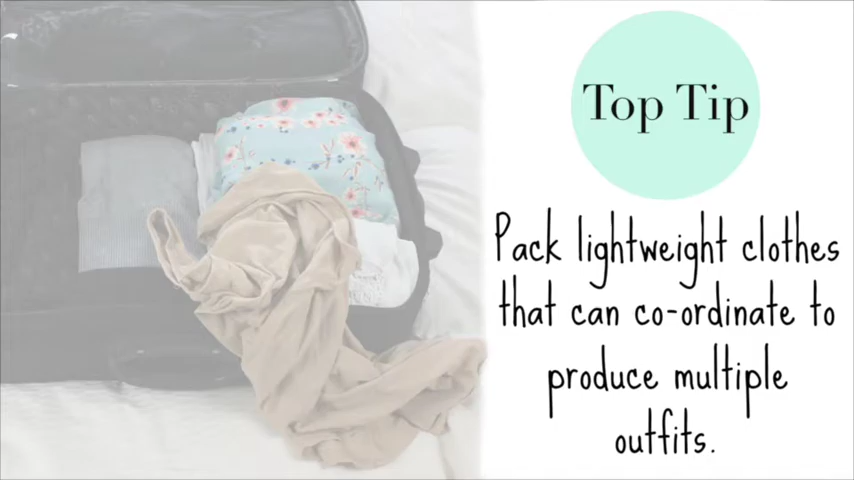 Top Tip
Pack lightweight clothes
that can co-ordinate to
produce multiple
outfits.